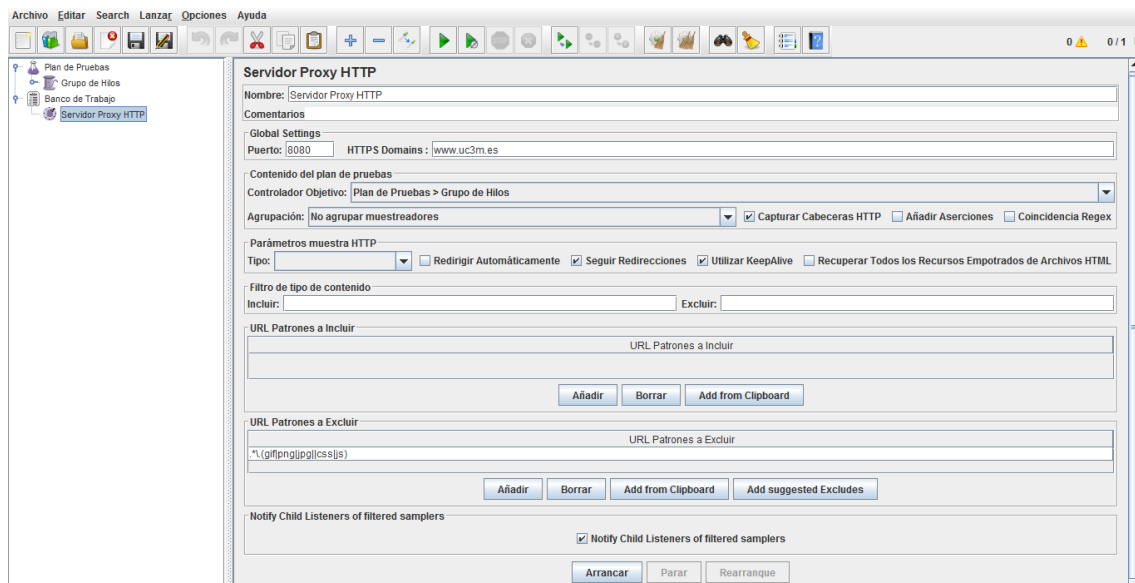 Archivo Editar Search Lanzar Opciones Ayuda
0 0 / 1
Plan de Pruebas
Grupo de Hilos
Banco de Trabajo
Servidor Proxy HTTP
Servidor Proxy HTTP
Nombre: Servidor Proxy HTTP
Comentarios
Global Settings
Puerto: 8080 HTTPS Domains : www.uc3m.es
Contenido del plan de pruebas
Controlador Objetivo: Plan de Pruebas > Grupo de Hilos
Agrupación: No agrupar muestreadores Capturar Cabeceras HTTP Añadir Aserciones Coincidencia Regex
Parámetros muestra HTTP
Tipo: Redirigir Automáticamente Seguir Redirecciones Utilizar KeepAlive Recuperar Todos los Recursos Empotrados de Archivos HTML
Filtro de tipo de contenido
Incluir: Excluir:
URL Patrones a Incluir
URL Patrones a Incluir
Añadir Borrar Add from Clipboard
URL Patrones a Excluir
URL Patrones a Excluir
.*\.(gif|png|jpg||css|js)
Añadir Borrar Add from Clipboard Add suggested Excludes
Notify Child Listeners of filtered samplers
Notify Child Listeners of filtered samplers
Arrancar Parar Rearranque